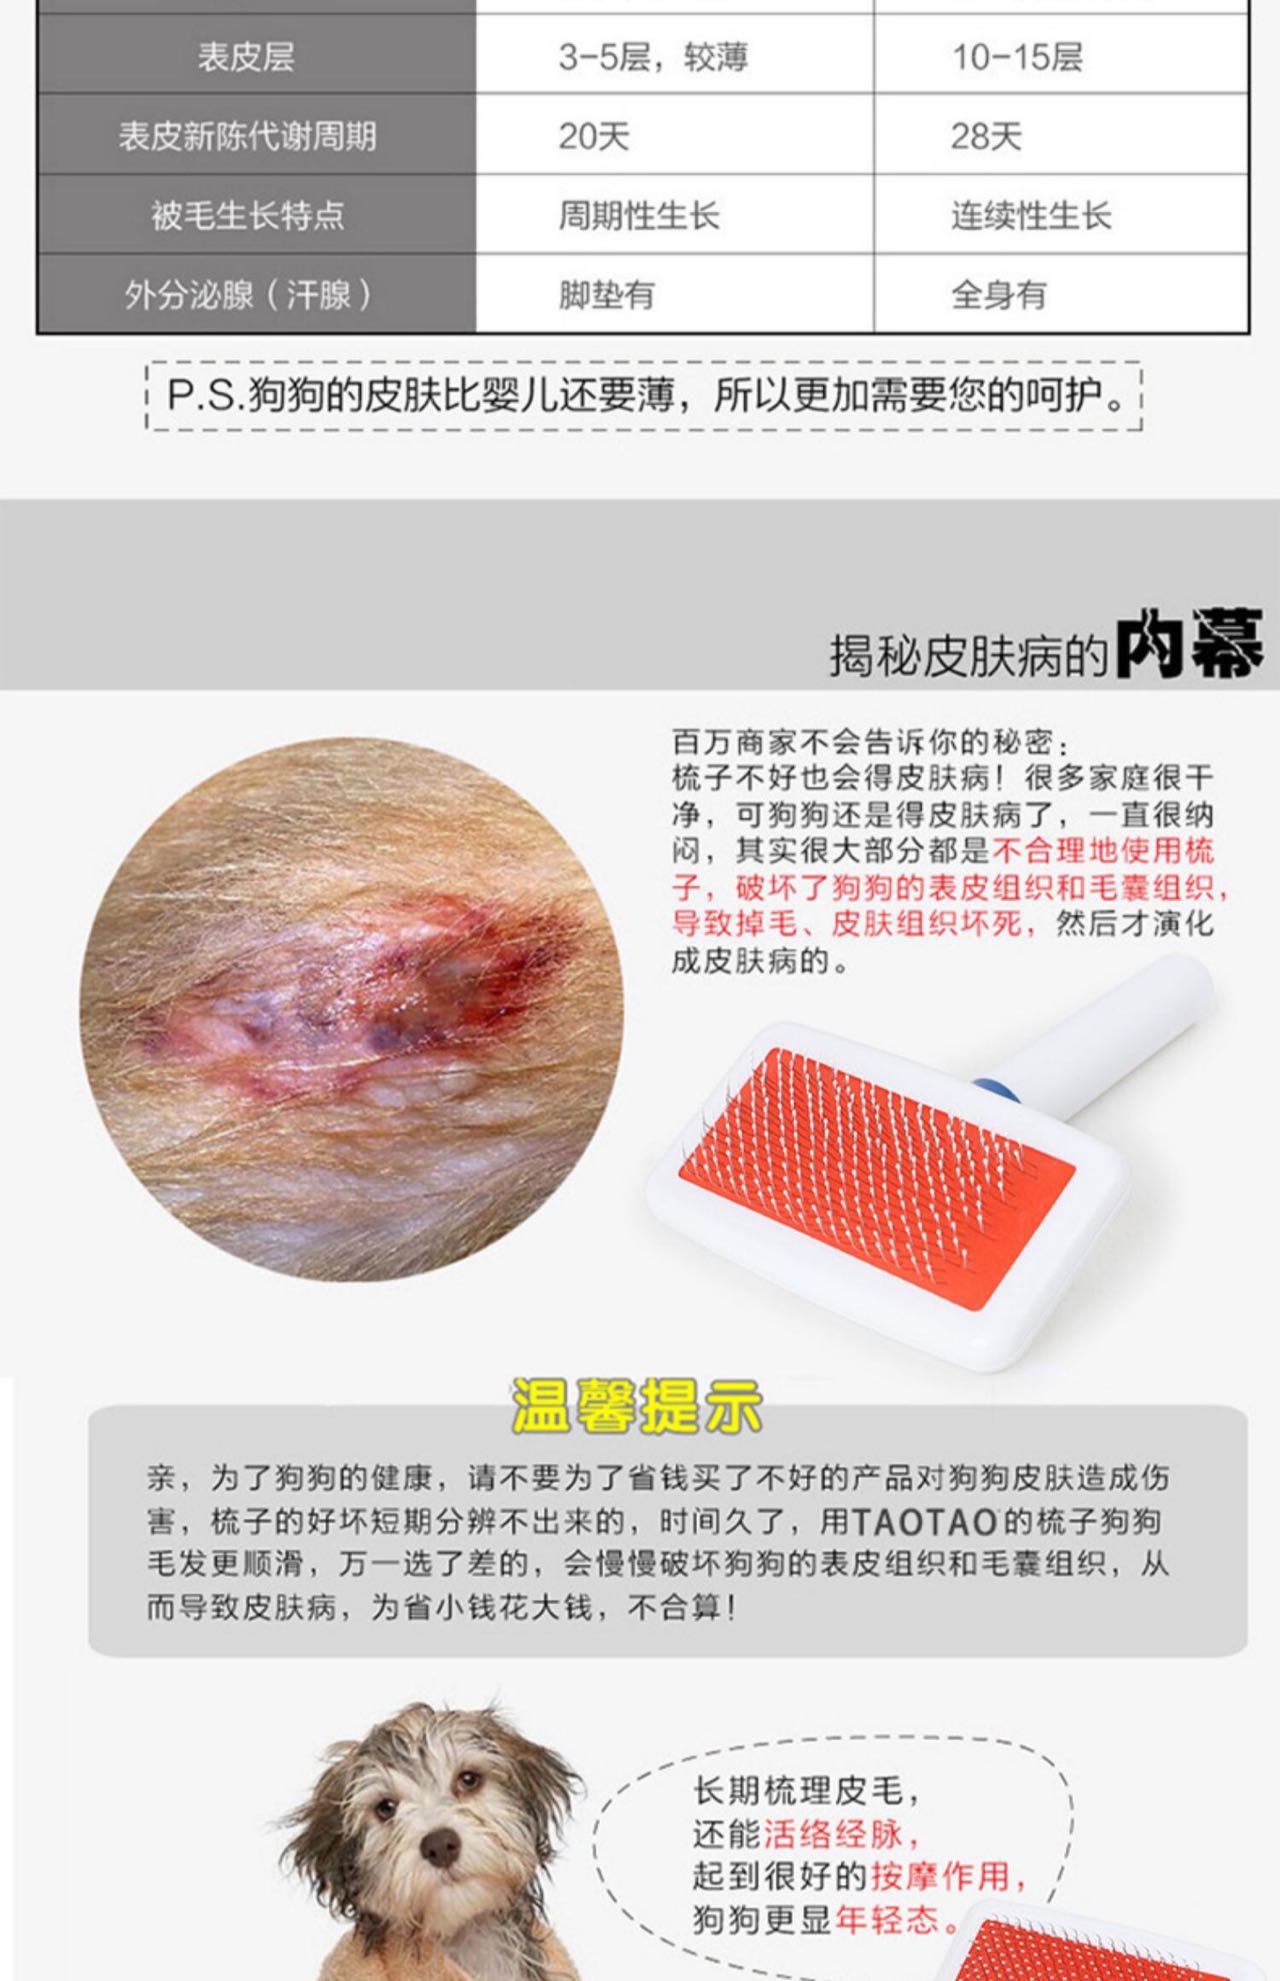 表皮层 3-5层，较薄 10-15层
表皮新陈代谢周期 20天 28天
被毛生长特点 周期性生长 连续性生长
外分泌腺（汗腺） 脚垫有 全身有
P.S.狗狗的皮肤比婴儿还要薄，所以更加需要您的呵护。
揭秘皮肤病的内幕
百万商家不会告诉你的秘密：
梳子不好也会得皮肤病！很多家庭很干
净，可狗狗还是得皮肤病了，一直很纳
闷，其实很大部分都是不合理地使用梳
子，破坏了狗狗的表皮组织和毛囊组织，
导致掉毛、皮肤组织坏死，然后才演化
成皮肤病的。
温馨提示
亲，为了狗狗的健康，请不要为了省钱买了不好的产品对狗狗皮肤造成伤
害，梳子的好坏短期分辨不出来的，时间久了，用TAOTAO的梳子狗狗
毛发更顺滑，万一选了差的，会慢慢破坏狗狗的表皮组织和毛囊组织，从
而导致皮肤病，为省小钱花大钱，不合算！
长期梳理皮毛，
还能活络经脉，
起到很好的按摩作用，
狗狗更显年轻态。